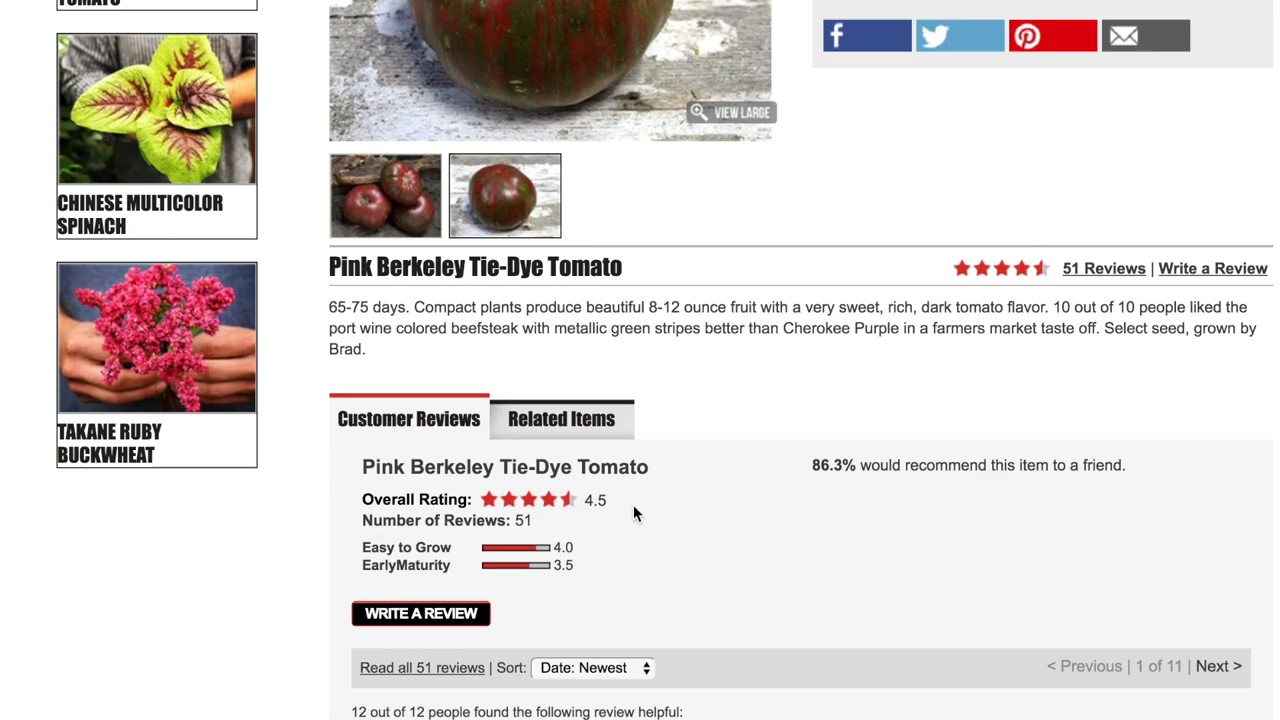 CHINESE MULTICOLOR
SPINACH
TAKANE RUBY
BUCKWHEAT
VIEW LARGE
Pink Berkeley Tie-Dye Tomato
51 Reviews | Write a Review
65-75 days. Compact plants produce beautiful 8-12 ounce fruit with a very sweet, rich, dark tomato flavor. 10 out of 10 people liked the
port wine colored beefsteak with metallic green stripes better than Cherokee Purple in a farmers market taste off. Select seed, grown by
Brad.
Customer Reviews
Related Items
Pink Berkeley Tie-Dye Tomato
86.3% would recommend this item to a friend.
Overall Rating: 4.5
Number of Reviews: 51
Easy to Grow 4.0
EarlyMaturity 3.5
WRITE A REVIEW
Read all 51 reviews | Sort: Date: Newest
< Previous | 1 of 11 | Next >
12 out of 12 people found the following review helpful: